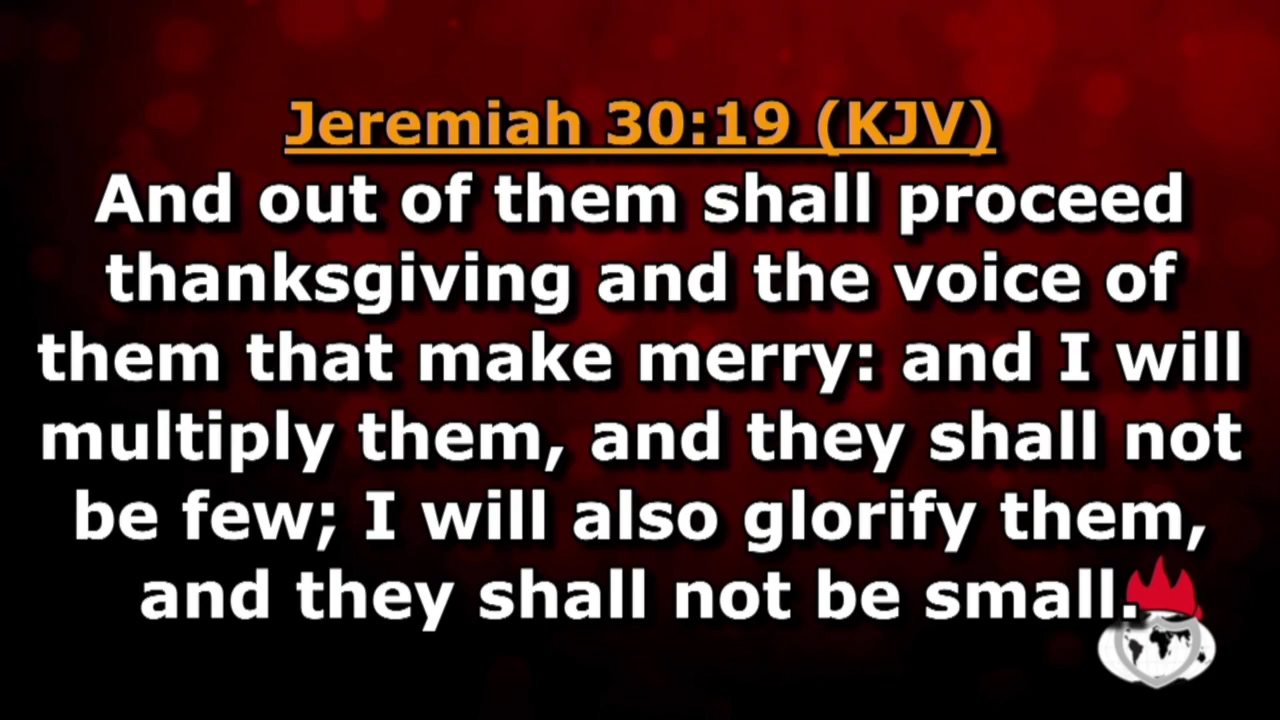 Jeremiah 30:19 (KJV)
And out of them shall proceed
thanksgiving and the voice of
them that make merry: and I will
multiply them, and they shall not
be few; I will also glorify them,
and they shall not be small.